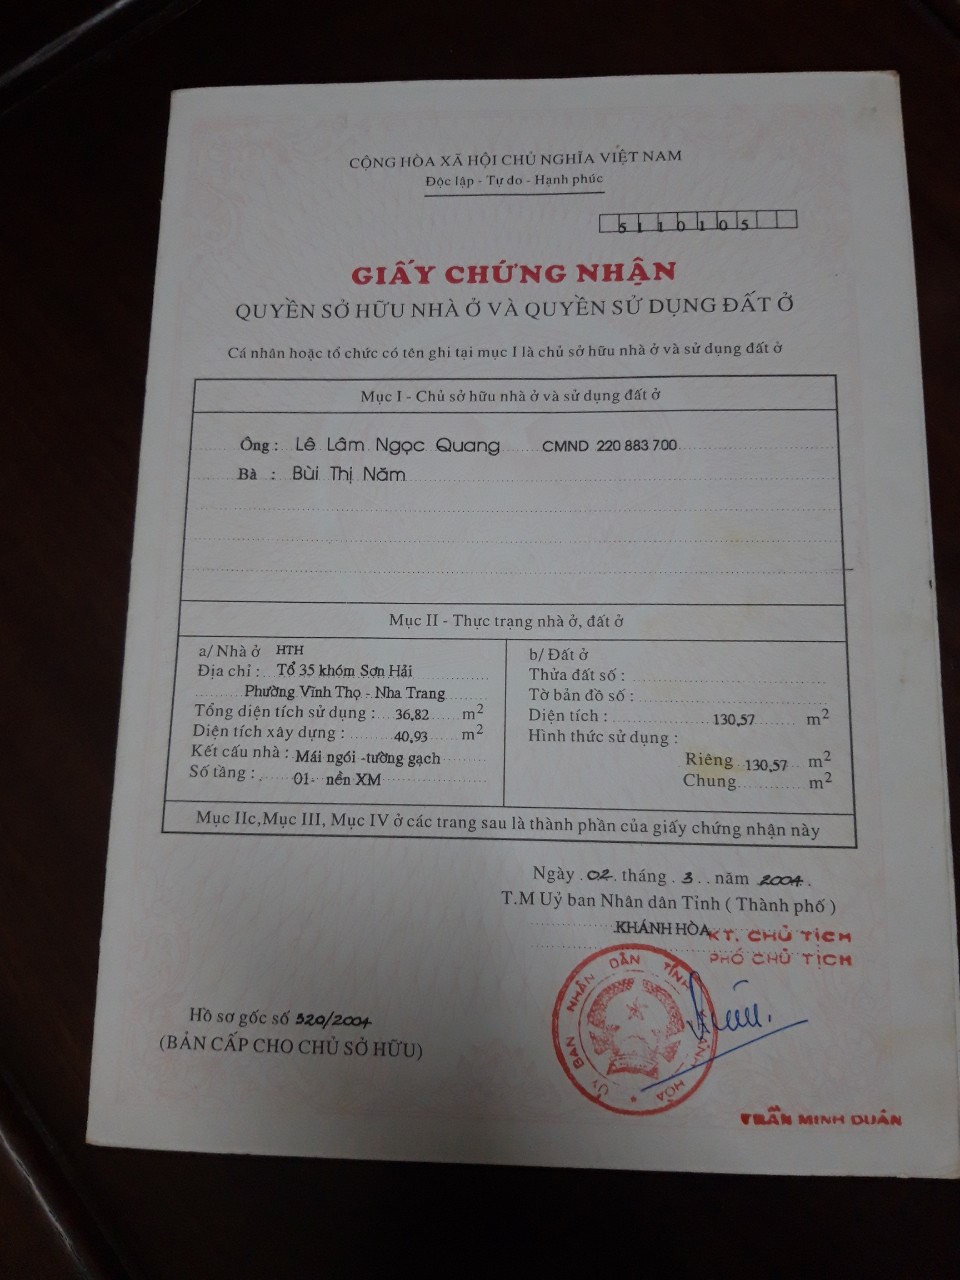 CỘNG HÒA XÃ HỘI CHỦ NGHĨA VIỆT NAM
Độc lập - Tự do - Hạnh phúc
5110105
GIẤY CHỨNG NHẬN
QUYỀN SỞ HỮU NHÀ Ở VÀ QUYỀN SỬ DỤNG ĐẤT Ở
Cá nhân hoặc tổ chức có tên ghi tại mục I là chủ sở hữu nhà ở và sử dụng đất ở
Mục I - Chủ sở hữu nhà ở và sử dụng đất ở
Ông : Lê Lâm Ngọc Quang CMND 220 883 700
Bà : Bùi Thị Năm
Mục II - Thực trạng nhà ở, đất ở
a/ Nhà ở HTH
Địa chỉ : Tổ 35 khóm Sơn Hải
Phường Vĩnh Thọ - Nha Trang
Tổng diện tích sử dụng : 36,82 m2
Diện tích xây dựng : 40,93 m2
Kết cấu nhà : Mái ngói -tường gạch
Số tầng : 01- nền XM
b/ Đất ở
Thửa đất số :
Tờ bản đồ số :
Diện tích : 130,57 m2
Hình thức sử dụng :
Riêng 130,57 m2
Chung m2
Mục IIc,Mục III, Mục IV ở các trang sau là thành phần của giấy chứng nhận này
Ngày 02 tháng 3 năm 2004
T.M Uỷ ban Nhân dân Tỉnh ( Thành phố )
KHÁNH HÒA
KT. CHỦ TỊCH
PHÓ CHỦ TỊCH
ỦY BAN NHÂN DÂN TỈNH KHÁNH HÒA
Hồ sơ gốc số 320/2004
(BẢN CẤP CHO CHỦ SỞ HỮU)
TRẦN MINH DUÂN